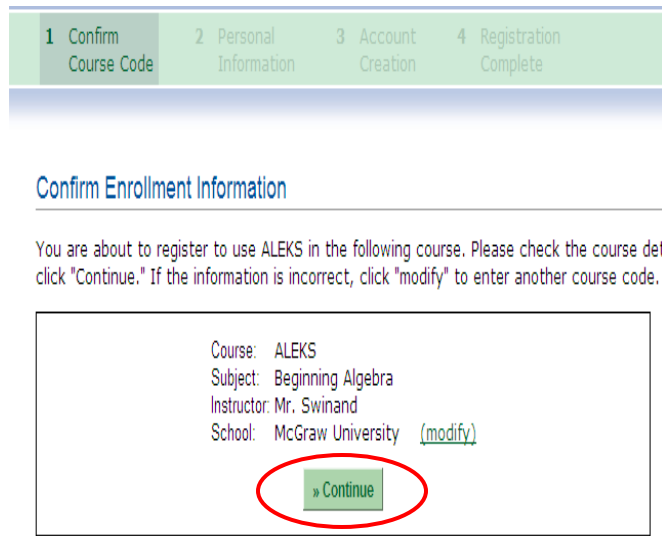 1 Confirm Course Code
2 Personal Information
3 Account Creation
4 Registration Complete
Confirm Enrollment Information
You are about to register to use ALEKS in the following course. Please check the course
click "Continue." If the information is incorrect, click "modify" to enter another course code.
Course: ALEKS
Subject: Beginning Algebra
Instructor: Mr. Swinand
School: McGraw University (modify)
» Continue